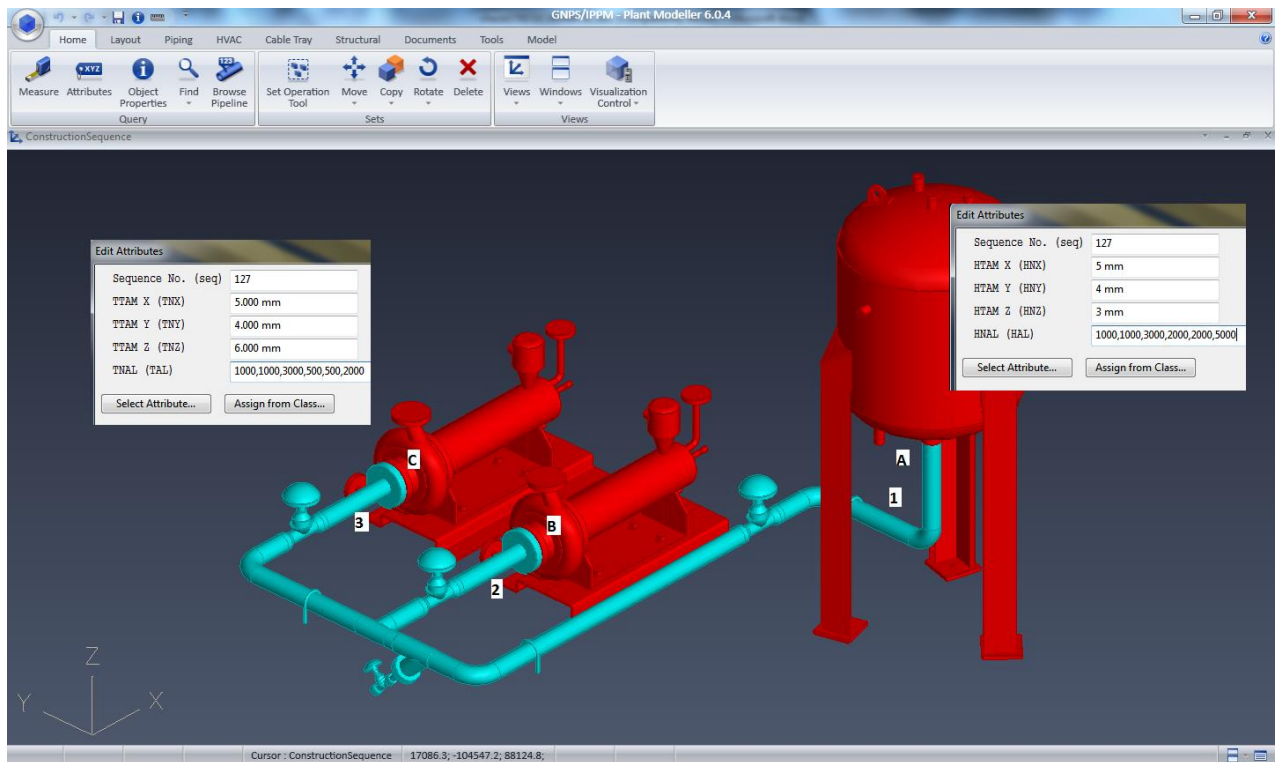 GNPS/IPPM - Plant Modeller 6.0.4
Home Layout Piping HVAC Cable Tray Structural Documents Tools Model
XYZ
123
Measure Attributes Object Properties Find Browse Pipeline Set Operation Tool Move Copy Rotate Delete Views Windows Visualization Control
Query Sets Views
ConstructionSequence
Edit Attributes
Sequence No. (seq) 127
HTAM X (HNX) 5 mm
HTAM Y (HNY) 4 mm
HTAM Z (HNZ) 3 mm
HNAL (HAL) 1000,1000,3000,2000,2000,5000
Select Attribute... Assign from Class...
Edit Attributes
Sequence No. (seq) 127
TTAM X (TNX) 5.000 mm
TTAM Y (TNY) 4.000 mm
TTAM Z (TNZ) 6.000 mm
TNAL (TAL) 1000,1000,3000,500,500,2000
Select Attribute... Assign from Class...
C
A
1
3
B
2
Z
Y X
Cursor : ConstructionSequence 17086.3; -104547.2; 88124.8;